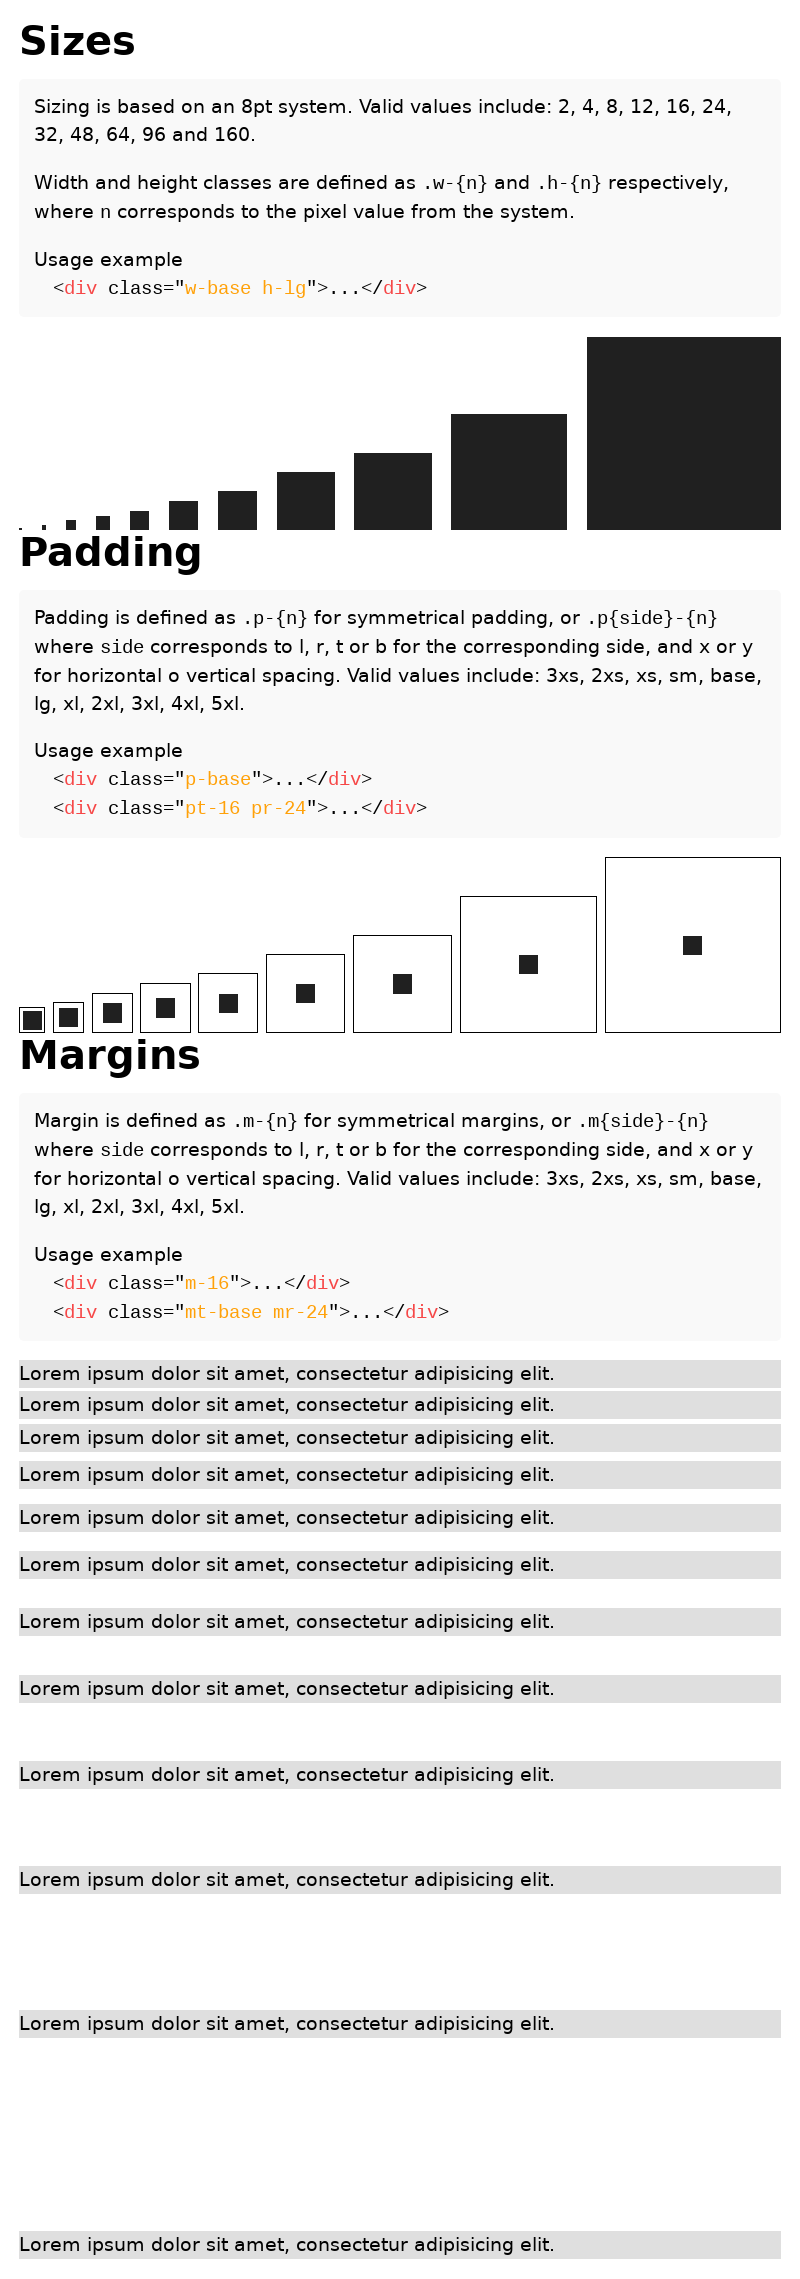 Sizes
Sizing is based on an 8pt system. Valid values include: 2, 4, 8, 12, 16, 24,
32, 48, 64, 96 and 160.
Width and height classes are defined as .w-{n} and .h-{n} respectively,
where n corresponds to the pixel value from the system.
Usage example
<div class="w-base h-lg">...</div>
Padding
Padding is defined as .p-{n} for symmetrical padding, or .p{side}-{n}
where side corresponds to l, r, t or b for the corresponding side, and x or y
for horizontal o vertical spacing. Valid values include: 3xs, 2xs, xs, sm, base,
lg, xl, 2xl, 3xl, 4xl, 5xl.
Usage example
<div class="p-base">...</div>
<div class="pt-16 pr-24">...</div>
Margins
Margin is defined as .m-{n} for symmetrical margins, or .m{side}-{n}
where side corresponds to l, r, t or b for the corresponding side, and x or y
for horizontal o vertical spacing. Valid values include: 3xs, 2xs, xs, sm, base,
lg, xl, 2xl, 3xl, 4xl, 5xl.
Usage example
<div class="m-16">...</div>
<div class="mt-base mr-24">...</div>
Lorem ipsum dolor sit amet, consectetur adipisicing elit.
Lorem ipsum dolor sit amet, consectetur adipisicing elit.
Lorem ipsum dolor sit amet, consectetur adipisicing elit.
Lorem ipsum dolor sit amet, consectetur adipisicing elit.
Lorem ipsum dolor sit amet, consectetur adipisicing elit.
Lorem ipsum dolor sit amet, consectetur adipisicing elit.
Lorem ipsum dolor sit amet, consectetur adipisicing elit.
Lorem ipsum dolor sit amet, consectetur adipisicing elit.
Lorem ipsum dolor sit amet, consectetur adipisicing elit.
Lorem ipsum dolor sit amet, consectetur adipisicing elit.
Lorem ipsum dolor sit amet, consectetur adipisicing elit.
Lorem ipsum dolor sit amet, consectetur adipisicing elit.